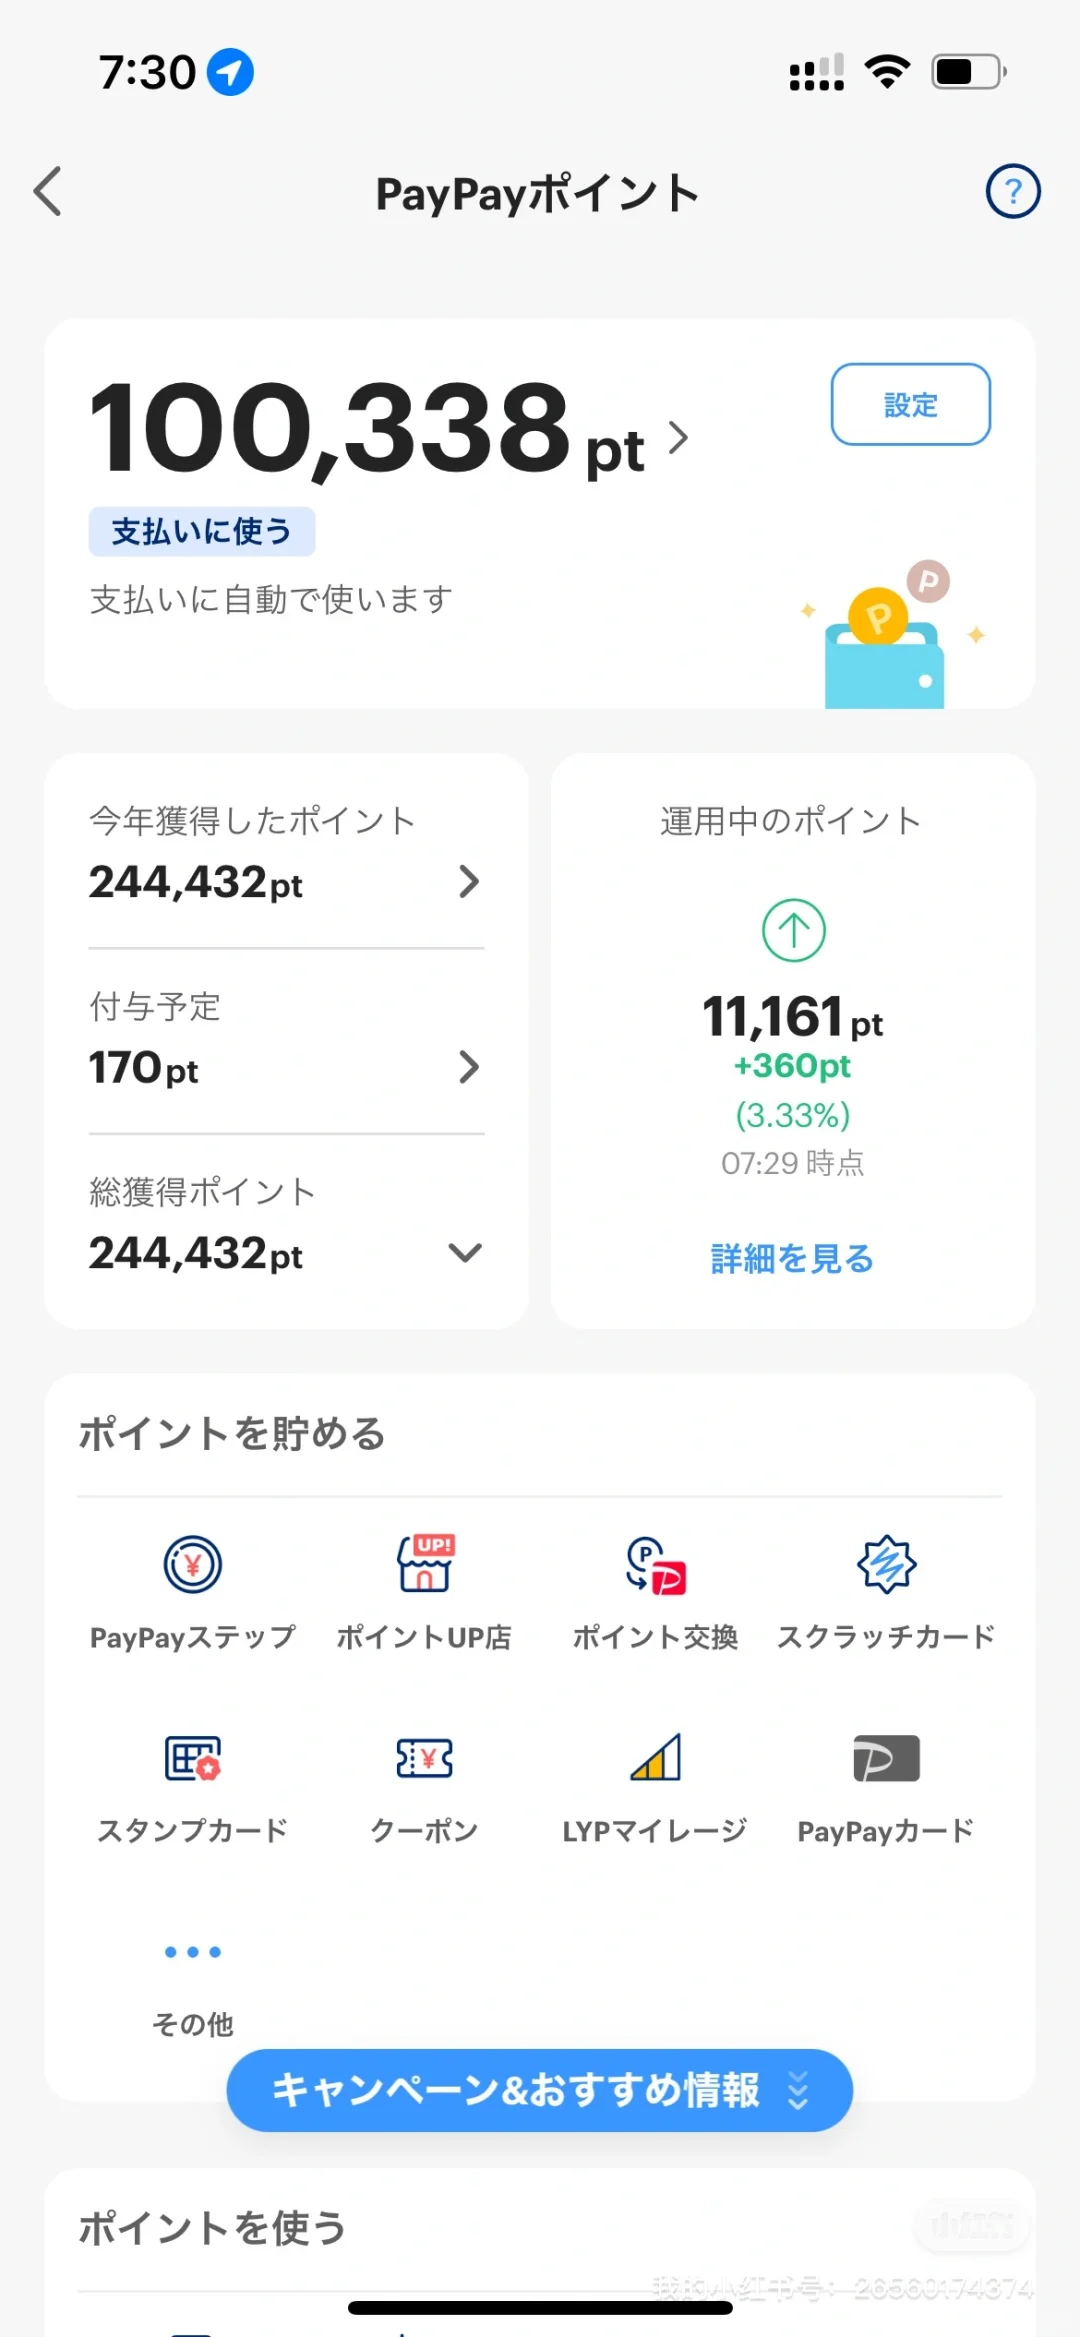 7:30
PayPayポイント
?
100,338 pt
設定
支払いに使う
支払いに自動で使います
P
P
今年獲得したポイント
244,432pt
付与予定
170pt
総獲得ポイント
244,432pt
運用中のポイント
11,161 pt
+360pt
(3.33%)
07:29 時点
詳細を見る
ポイントを貯める
¥
UP!
P
P
PayPayステップ
ポイントUP店
ポイント交換
スクラッチカード
¥
P
スタンプカード
クーポン
LYPマイレージ
PayPayカード
その他
キャンペーン&おすすめ情報
ポイントを使う
小红书
我的小红书号: 26560174374